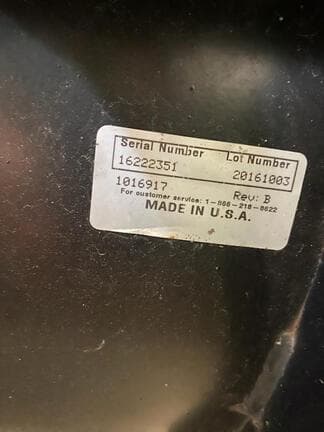 Serial Number Lot Number
16222351 20161003
1016917 Rev: B
For customer service: 1-866-218-8622
MADE IN U.S.A.